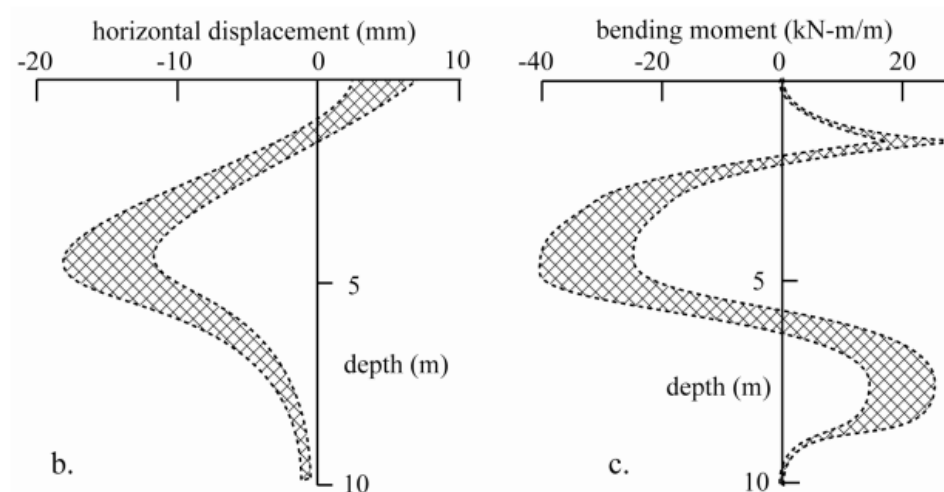 horizontal displacement (mm)
-20 -10 0 10
5
depth (m)
10
b.
bending moment (kN-m/m)
-40 -20 0 20
5
depth (m)
10
c.